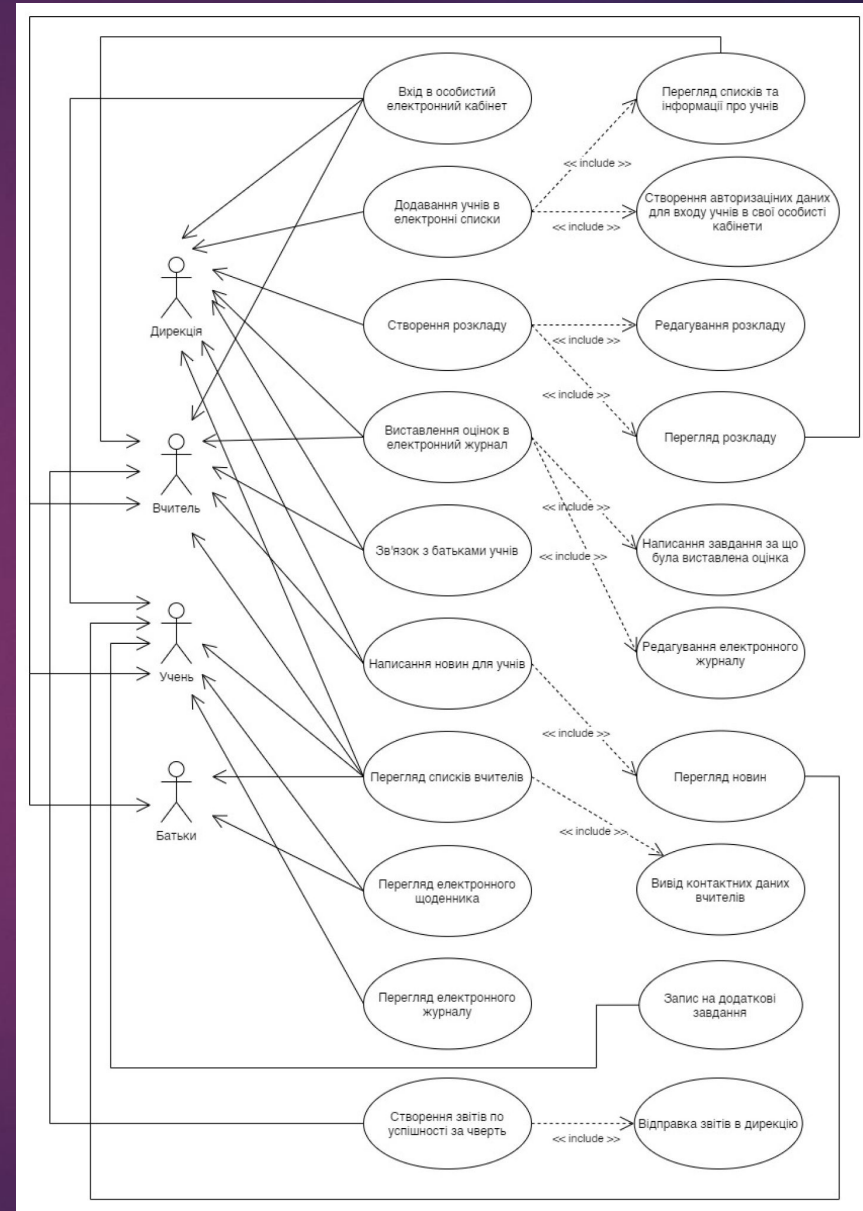 Вхід в особистий
електронний кабінет
Перегляд списків та
інформації про учнів
<< include >>
Додавання учнів в
електронні списки
<< include >>
Створення авторизаціних даних
для входу учнів в свої особисті
кабінети
Дирекція
Створення розкладу
<< include >>
Редагування розкладу
<< include >>
Виставлення оцінок в
електронний журнал
Перегляд розкладу
Вчитель
<< include >>
Зв'язок з батьками учнів
<< include >>
Написання завдання за що
була виставлена оцінка
Учень
Написання новин для учнів
Редагування електронного
журналу
<< include >>
Перегляд списків вчителів
Перегляд новин
Батьки
<< include >>
Перегляд електронного
щоденника
Вивід контактних даних
вчителів
Перегляд електронного
журналу
Запис на додаткові
завдання
Створення звітів по
успішності за чверть
<< include >>
Відправка звітів в дирекцію